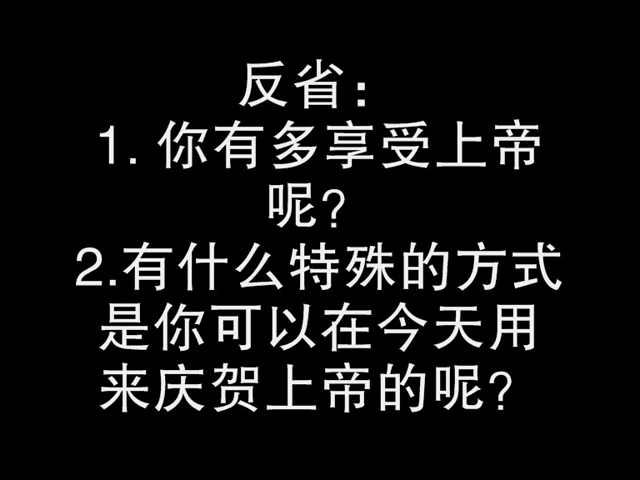 反省：
1. 你有多享受上帝
呢?
2.有什么特殊的方式
是你可以在今天用
来庆贺上帝的呢?